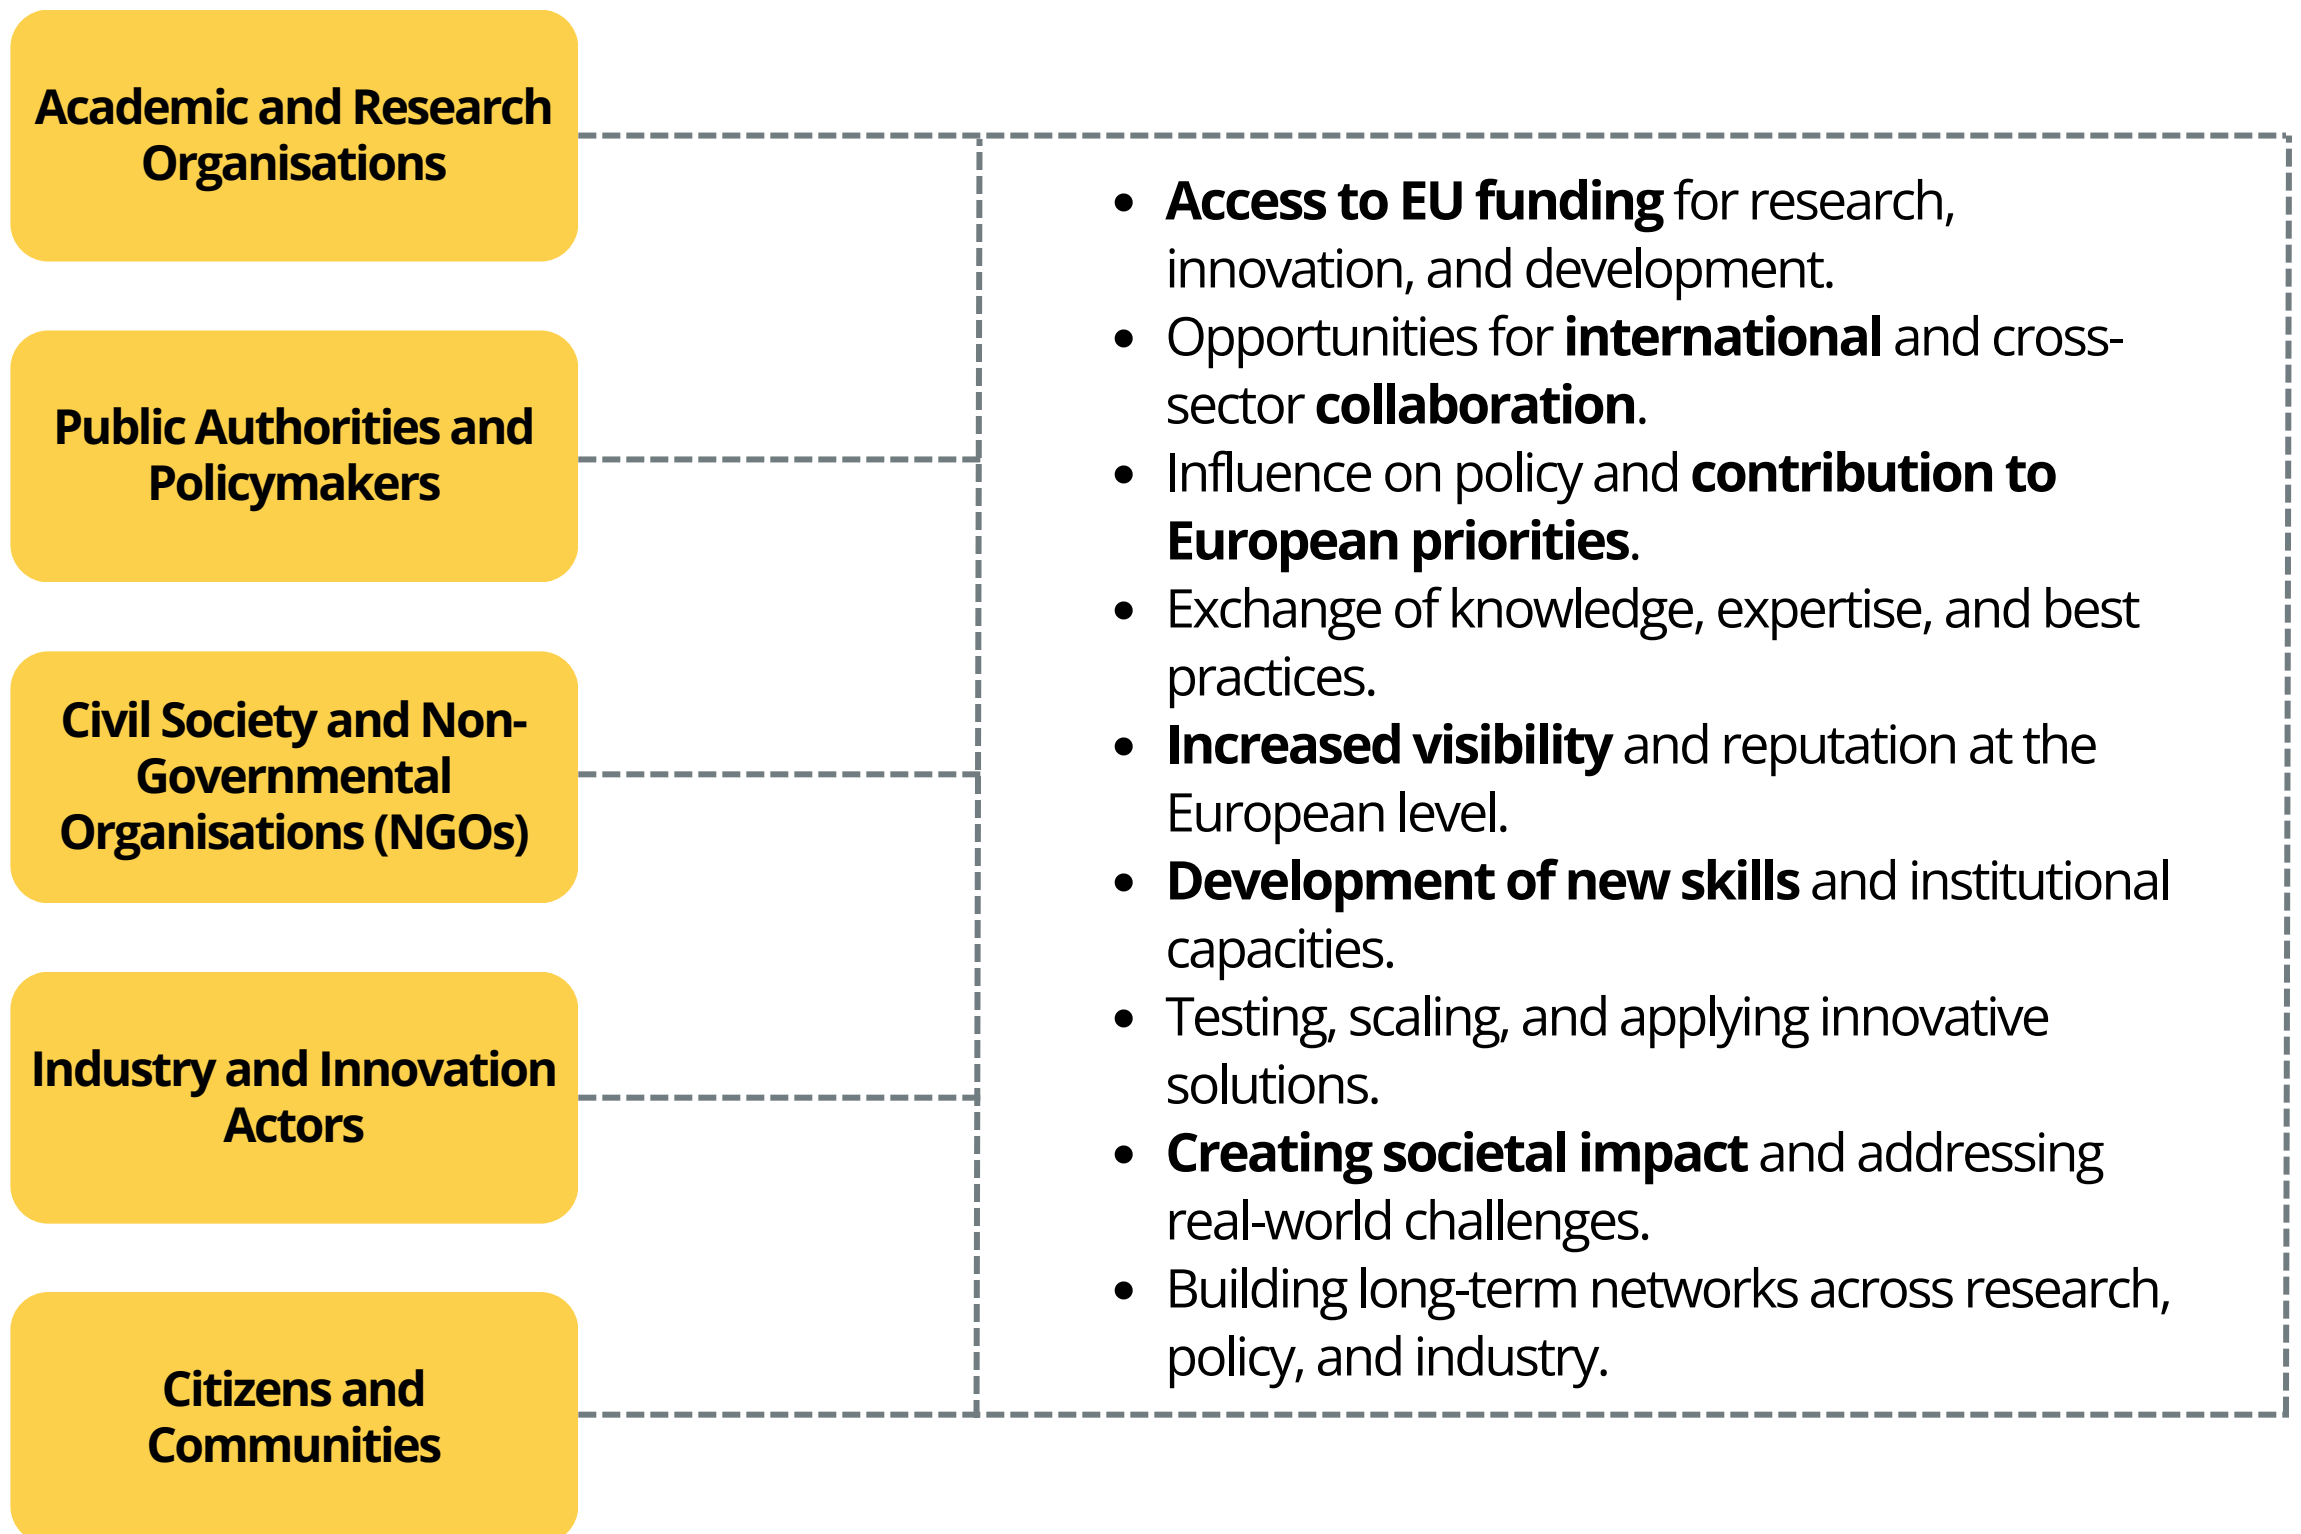 Academic and Research
Organisations
Public Authorities and
Policymakers
Civil Society and Non-
Governmental
Organisations (NGOs)
Industry and Innovation
Actors
Citizens and
Communities
• Access to EU funding for research,
innovation, and development.
• Opportunities for international and cross-
sector collaboration.
• Influence on policy and contribution to
European priorities.
• Exchange of knowledge, expertise, and best
practices.
• Increased visibility and reputation at the
European level.
• Development of new skills and institutional
capacities.
• Testing, scaling, and applying innovative
solutions.
• Creating societal impact and addressing
real-world challenges.
• Building long-term networks across research,
policy, and industry.